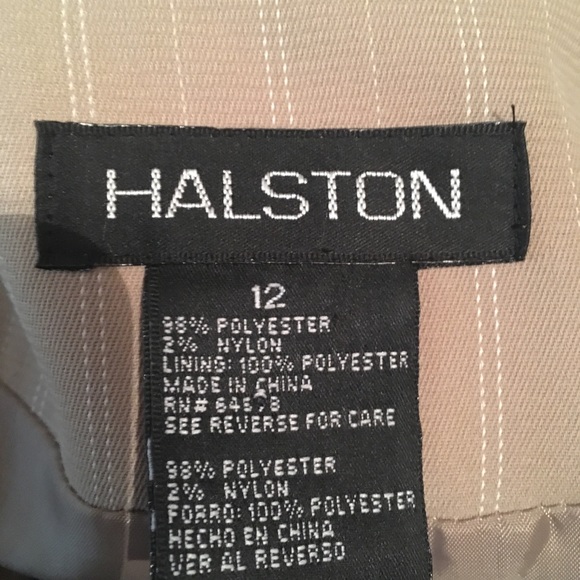 HALSTON
12
98% POLYESTER
2% NYLON
LINING: 100% POLYESTER
MADE IN CHINA
RN#
SEE REVERSE FOR CARE
98% POLYESTER
2% NYLON
FORRO: 100% POLYESTER
HECHO EN CHINA
VER AL REVERSO